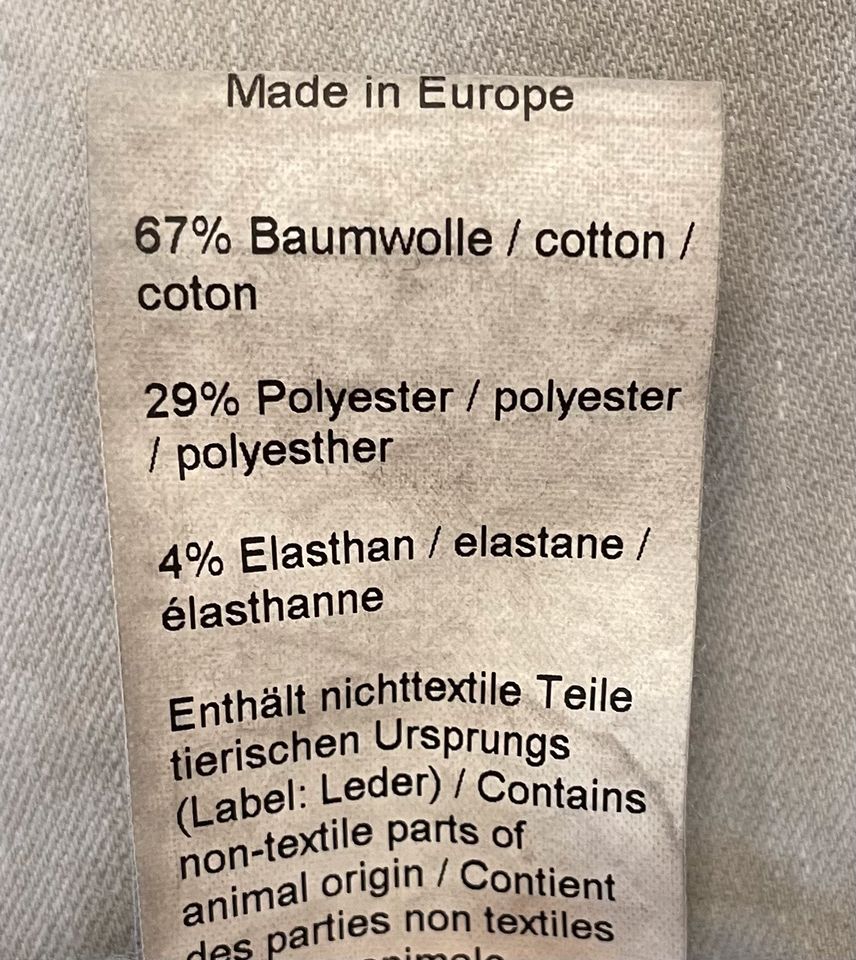 Made in Europe
67% Baumwolle / cotton /
coton
29% Polyester / polyester
/ polyesther
4% Elasthan / elastane /
élasthanne
Enthält nichttextile Teile
tierischen Ursprungs
(Label: Leder) / Contains
non-textile parts of
animal origin / Contient
des parties non textiles